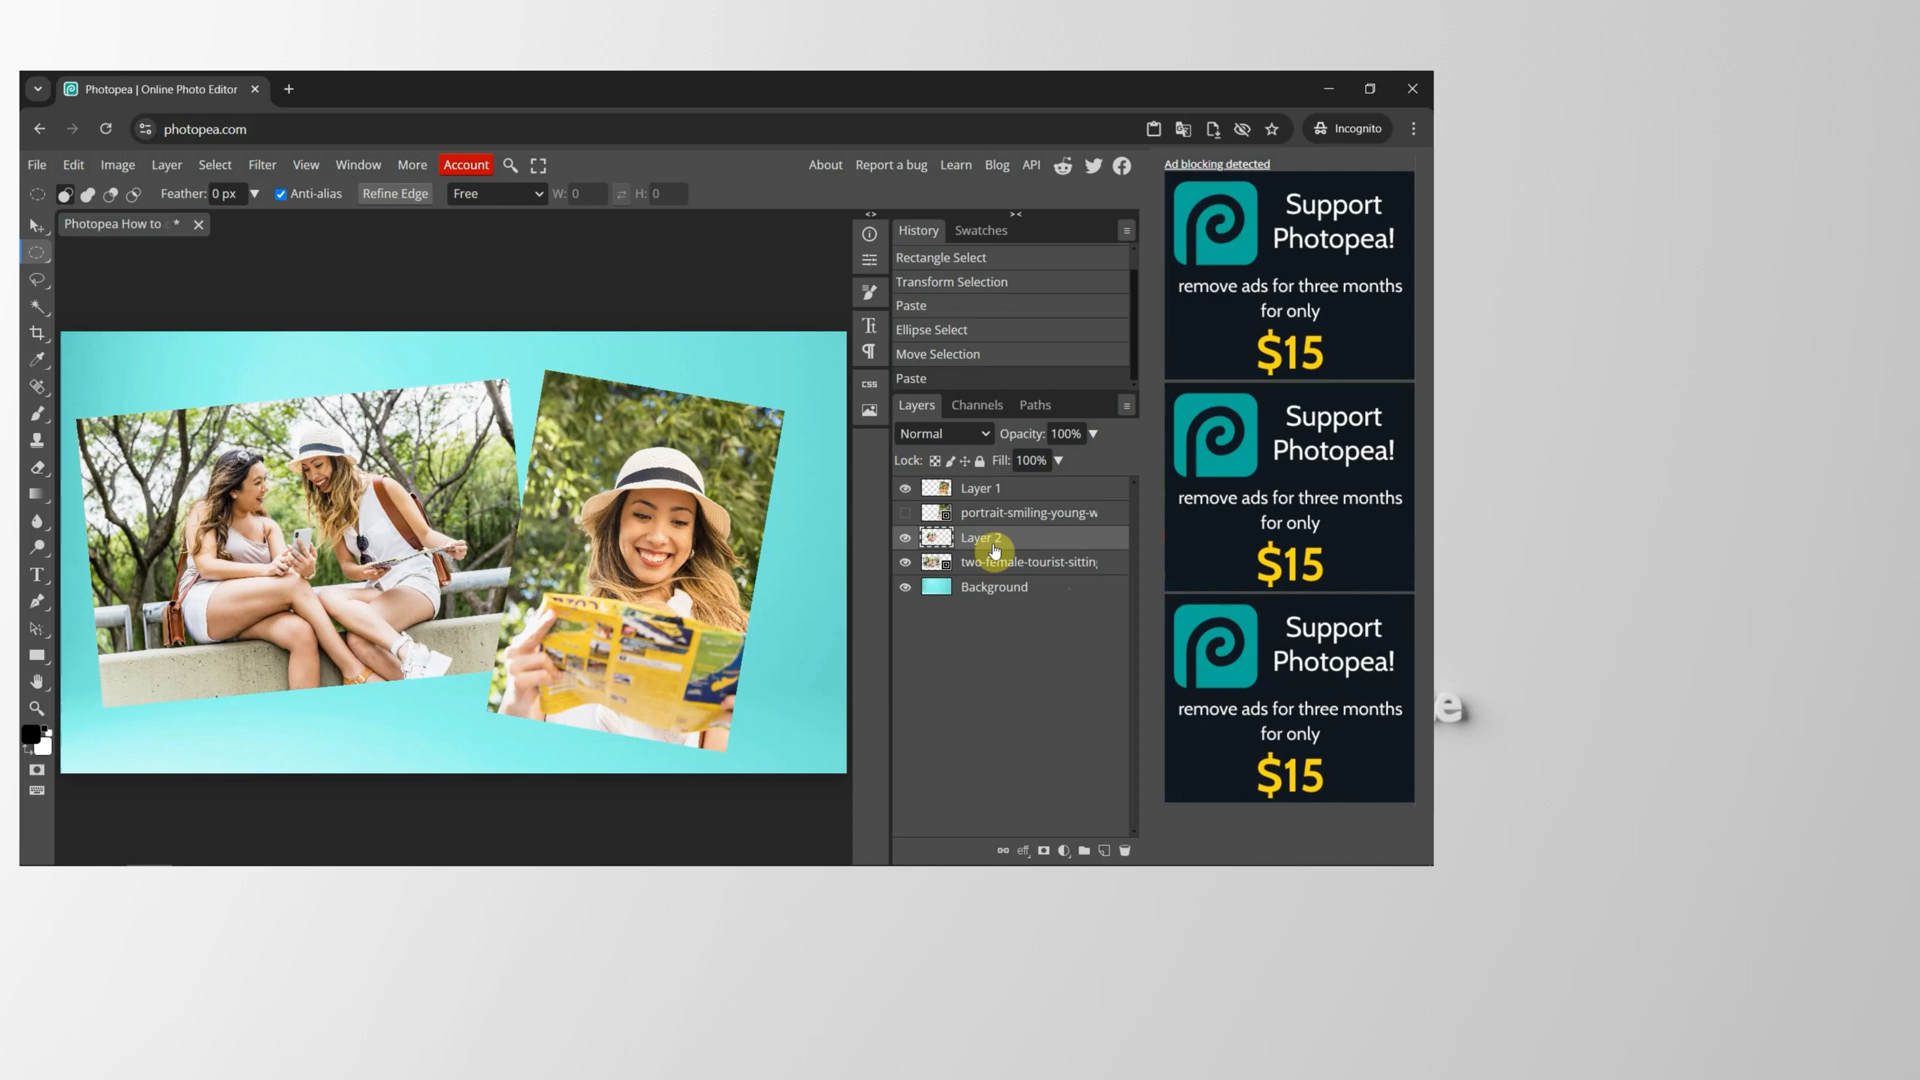 Photopea | Online Photo Editor
photopea.com
Incognito
File Edit Image Layer Select Filter View Window More Account
About Report a bug Learn Blog API
Ad blocking detected
Feather: 0 px Anti-alias Refine Edge Free W: 0 H: 0
Photopea How to *
History Swatches
Rectangle Select
Transform Selection
Paste
Ellipse Select
Move Selection
Paste
CSS
Layers Channels Paths
Normal Opacity: 100%
Lock: Fill: 100%
Layer 1
portrait-smiling-young-w
Layer 2
two-female-tourist-sittin
Background
eff
Support
Photopea!
remove ads for three months
for only
$15
Support
Photopea!
remove ads for three months
for only
$15
Support
Photopea!
remove ads for three months
for only
$15
e